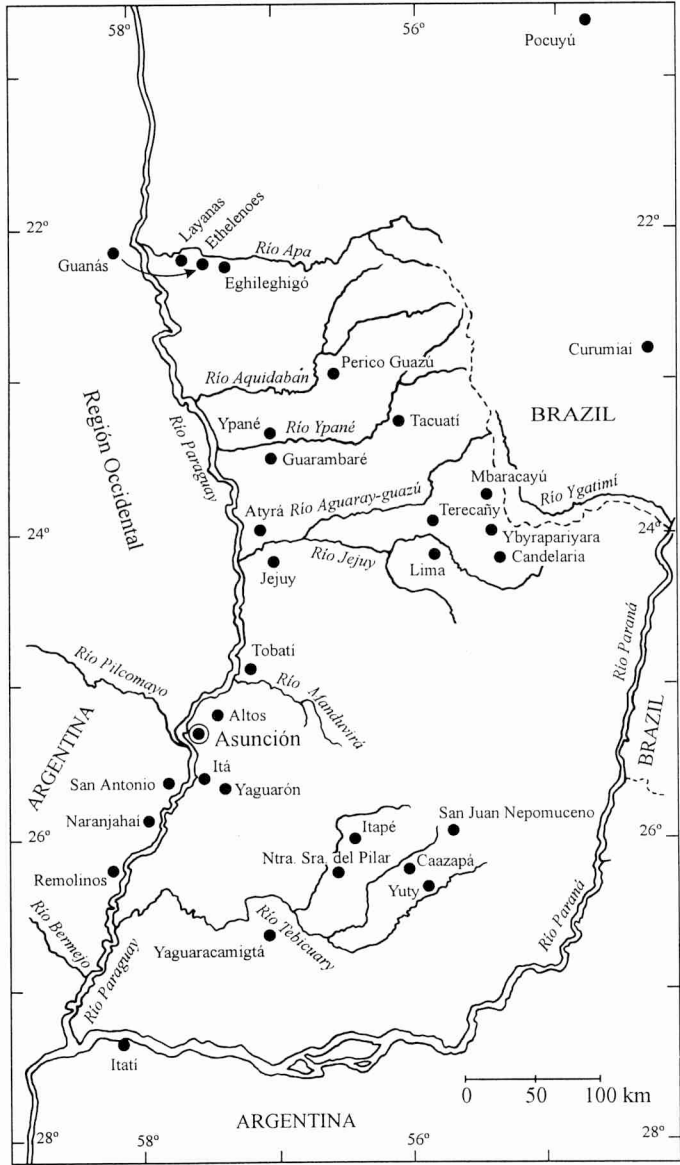 58º
56º
Pocuyú
22º
22º
Layanas
Ethelenoes
Río Apa
Guanás
Eghileghigó
Curumiai
Perico Guazú
Río Aquidabán
Región Occidental
Río Paraguay
Ypané
Río Ypané
Tacuatí
BRAZIL
Guarambaré
Mbaracayú
Río Ygatimí
Atyrá
Río Aguaray-guazú
Terecañy
Ybyrapariyara
24º
24º
Río Jejuy
Candelaria
Jejuy
Lima
Río Paraná
Tobatí
Río Pilcomayo
Río Manduvirá
ARGENTINA
Altos
BRAZIL
Asunción
Itá
San Antonio
Yaguarón
Naranjahaí
San Juan Nepomuceno
Itapé
26º
26º
Ntra. Sra. del Pilar
Caazapá
Remolinos
Yuty
Río Bermejo
Río Paraguay
Río Tebicuary
Río Paraná
Yaguaracamigtá
Itatí
0 50 100 km
ARGENTINA
28º
58º
56º
28º